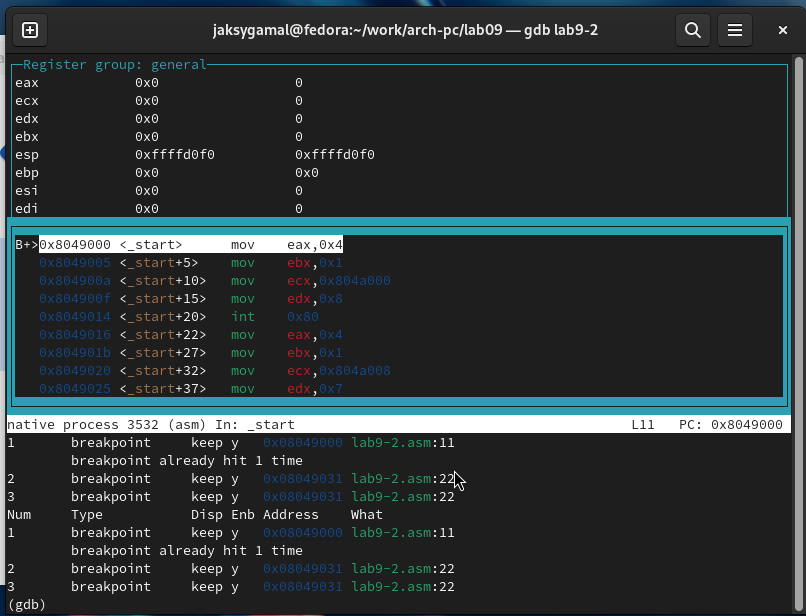 jaksygamal@fedora:~/work/arch-pc/lab09 — gdb lab9-2
Register group: general
eax 0x0 0
ecx 0x0 0
edx 0x0 0
ebx 0x0 0
esp 0xffffd0f0 0xffffd0f0
ebp 0x0 0x0
esi 0x0 0
edi 0x0 0
B+>0x8049000 <_start> mov eax,0x4
0x8049005 <_start+5> mov ebx,0x1
0x804900a <_start+10> mov ecx,0x804a000
0x804900f <_start+15> mov edx,0x8
0x8049014 <_start+20> int 0x80
0x8049016 <_start+22> mov eax,0x4
0x804901b <_start+27> mov ebx,0x1
0x8049020 <_start+32> mov ecx,0x804a008
0x8049025 <_start+37> mov edx,0x7
native process 3532 (asm) In: _start L11 PC: 0x8049000
1 breakpoint keep y 0x08049000 lab9-2.asm:11
breakpoint already hit 1 time
2 breakpoint keep y 0x08049031 lab9-2.asm:22
3 breakpoint keep y 0x08049031 lab9-2.asm:22
Num Type Disp Enb Address What
1 breakpoint keep y 0x08049000 lab9-2.asm:11
breakpoint already hit 1 time
2 breakpoint keep y 0x08049031 lab9-2.asm:22
3 breakpoint keep y 0x08049031 lab9-2.asm:22
(gdb)